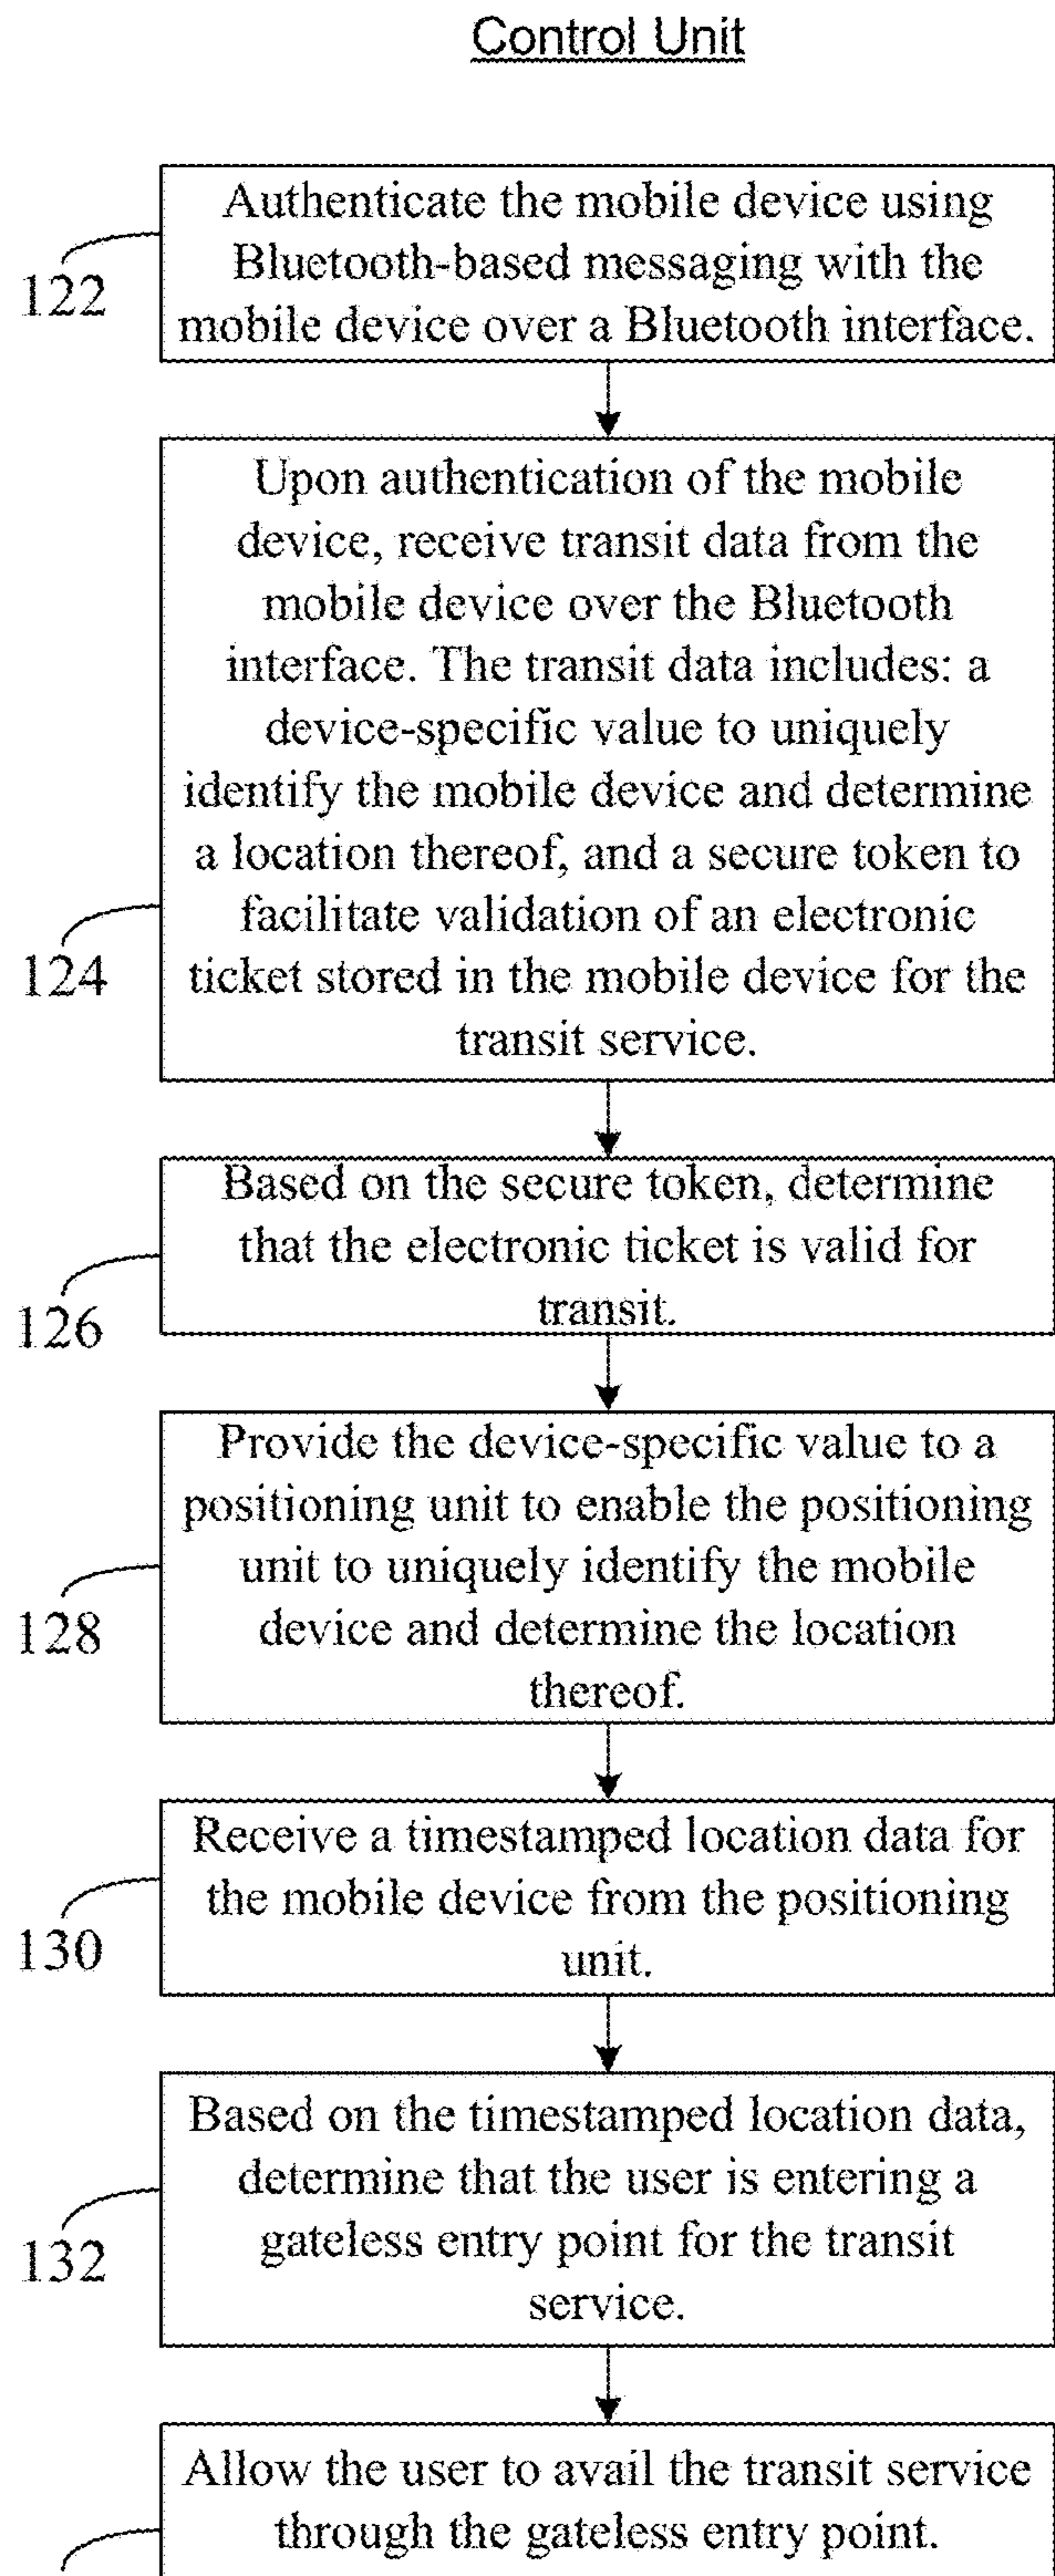 Control Unit
Authenticate the mobile device using
Bluetooth-based messaging with the
mobile device over a Bluetooth interface.
122
Upon authentication of the mobile
device, receive transit data from the
mobile device over the Bluetooth
interface. The transit data includes: a
device-specific value to uniquely
identify the mobile device and determine
a location thereof, and a secure token to
facilitate validation of an electronic
ticket stored in the mobile device for the
transit service.
124
Based on the secure token, determine
that the electronic ticket is valid for
transit.
126
Provide the device-specific value to a
positioning unit to enable the positioning
unit to uniquely identify the mobile
device and determine the location
thereof.
128
Receive a timestamped location data for
the mobile device from the positioning
unit.
130
Based on the timestamped location data,
determine that the user is entering a
gateless entry point for the transit
service.
132
Allow the user to avail the transit service
through the gateless entry point.